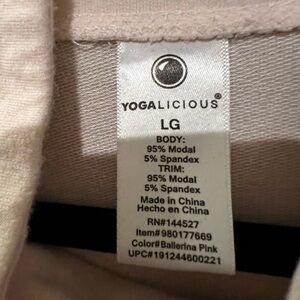 YOGALICIOUS®
LG
BODY:
95% Modal
5% Spandex
TRIM:
95% Modal
5% Spandex
Made in China
Hecho en China
RN#144527
Item#980177669
Color#Ballerina Pink
UPC#191244600221